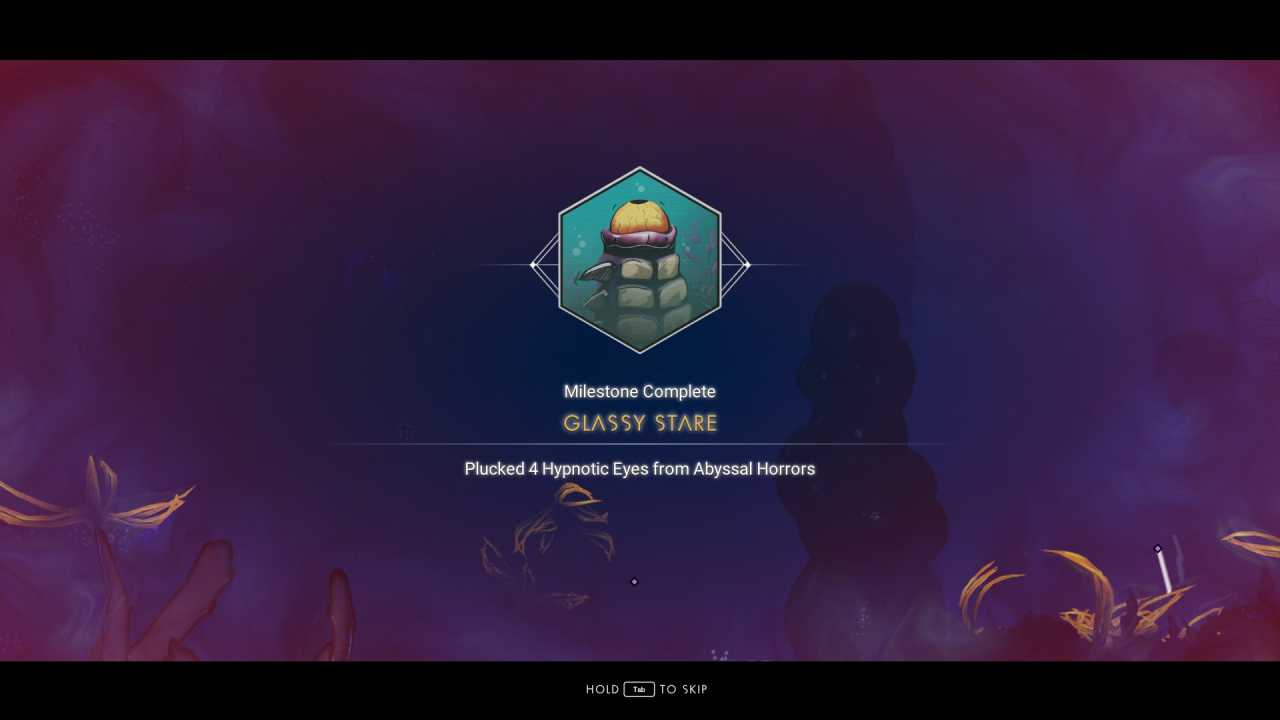 Milestone Complete
GLASSY STARE
Plucked 4 Hypnotic Eyes from Abyssal Horrors
HOLD Tab TO SKIP